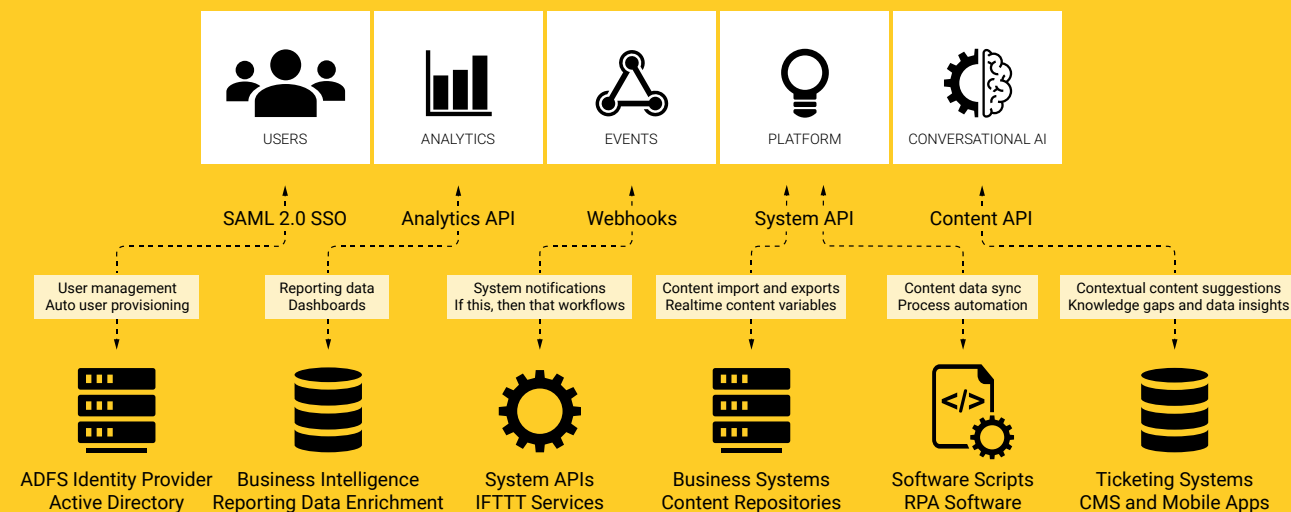 USERS
ANALYTICS
EVENTS
PLATFORM
CONVERSATIONAL AI
SAML 2.0 SSO
Analytics API
Webhooks
System API
Content API
User management
Auto user provisioning
Reporting data
Dashboards
System notifications
If this, then that workflows
Content import and exports
Realtime content variables
Content data sync
Process automation
Contextual content suggestions
Knowledge gaps and data insights
</>
ADFS Identity Provider
Active Directory
Business Intelligence
Reporting Data Enrichment
System APIs
IFTTT Services
Business Systems
Content Repositories
Software Scripts
RPA Software
Ticketing Systems
CMS and Mobile Apps